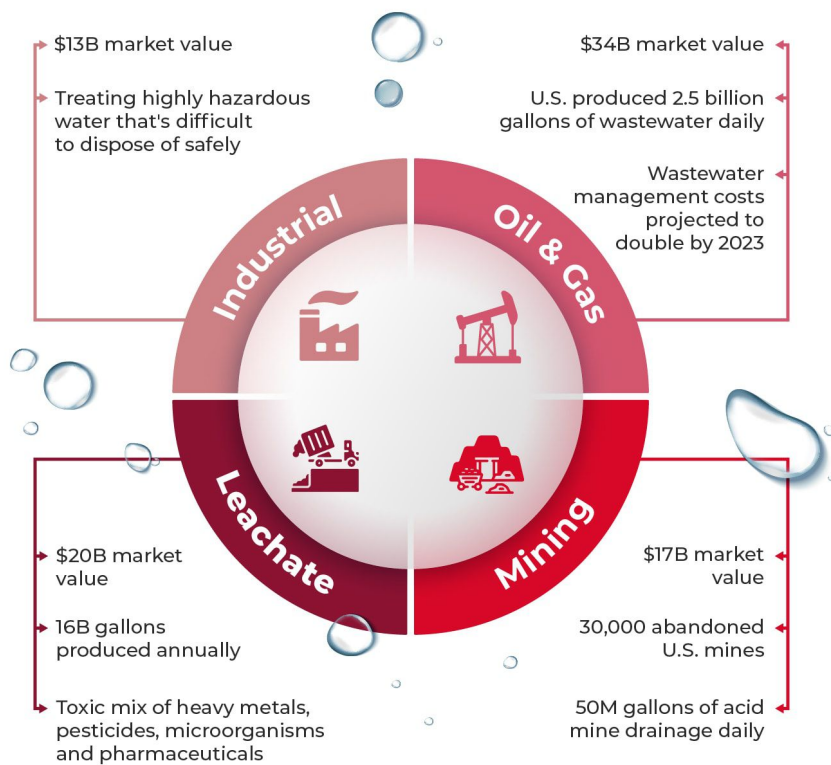 $13B market value
Treating highly hazardous
water that's difficult
to dispose of safely
$34B market value
U.S. produced 2.5 billion
gallons of wastewater daily
Wastewater
management costs
projected to
double by 2023
Industrial
Oil & Gas
Leachate
Mining
$20B market
value
16B gallons
produced annually
Toxic mix of heavy metals,
pesticides, microorganisms
and pharmaceuticals
$17B market
value
30,000 abandoned
U.S. mines
50M gallons of acid
mine drainage daily